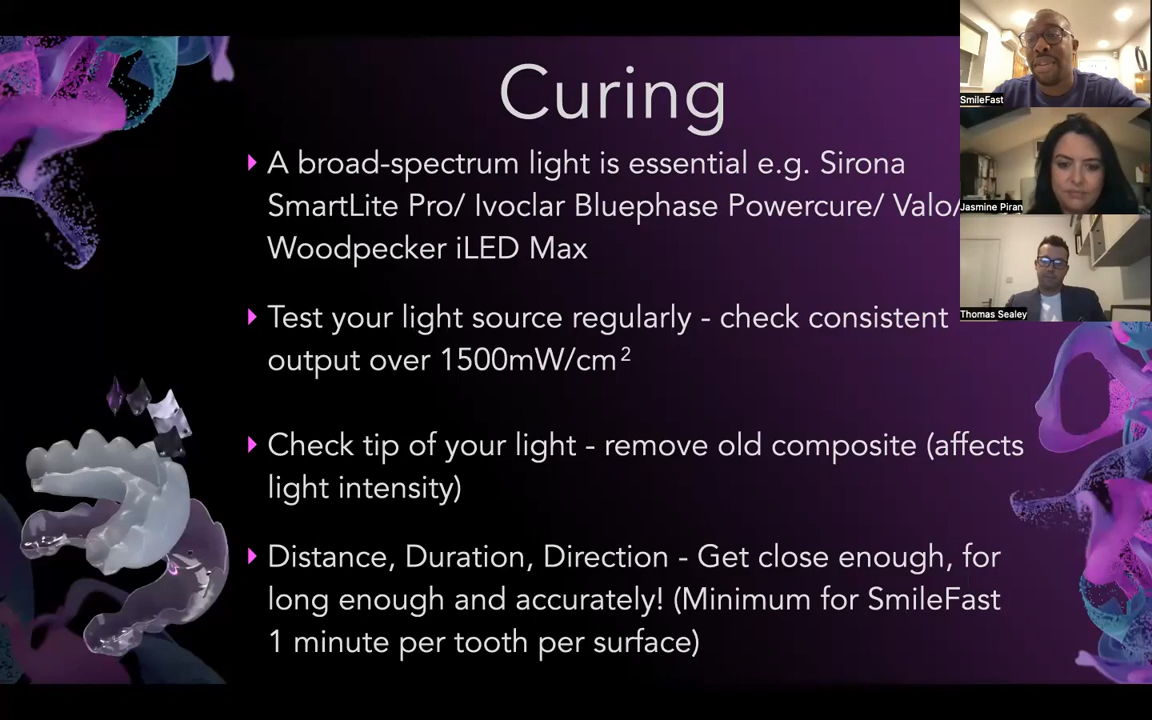 Curing
A broad-spectrum light is essential e.g. Sirona
SmartLite Pro/ Ivoclar Bluephase Powercure/ Valo/
Woodpecker iLED Max
Test your light source regularly - check consistent
output over 1500mW/cm²
Check tip of your light - remove old composite (affects
light intensity)
Distance, Duration, Direction - Get close enough, for
long enough and accurately! (Minimum for SmileFast
1 minute per tooth per surface)
SmileFast
Jasmine Piran
Thomas Sealey